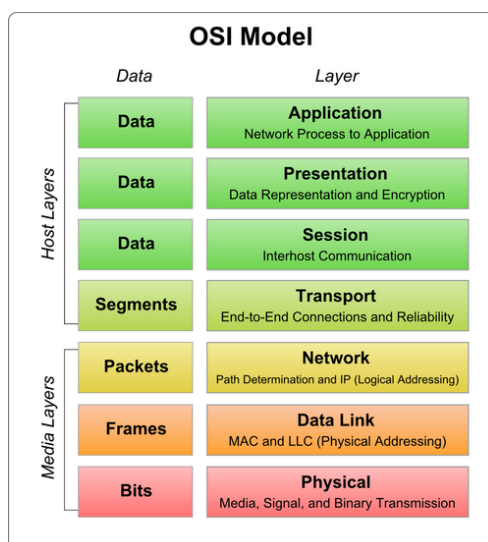 OSI Model
Data Layer
Host Layers
Data
Application
Network Process to Application
Data
Presentation
Data Representation and Encryption
Data
Session
Interhost Communication
Segments
Transport
End-to-End Connections and Reliability
Media Layers
Packets
Network
Path Determination and IP (Logical Addressing)
Frames
Data Link
MAC and LLC (Physical Addressing)
Bits
Physical
Media, Signal, and Binary Transmission